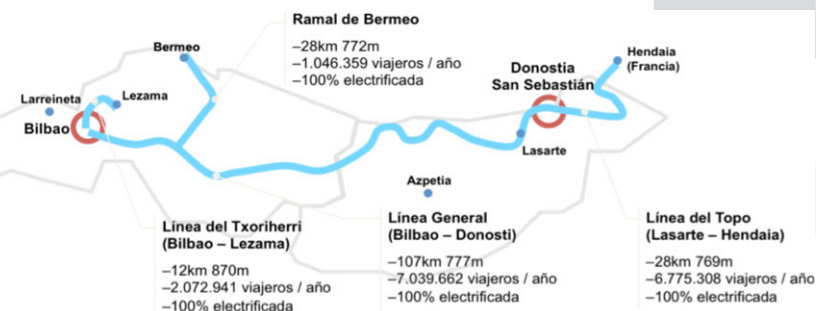 Ramal de Bermeo
–28km 772m
–1.046.359 viajeros / año
–100% electrificada
Bermeo
Larreineta
Lezama
Bilbao
Donostia
San Sebastián
Hendaia
(Francia)
Lasarte
Azpetia
Línea del Txoriherri
(Bilbao – Lezama)
–12km 870m
–2.072.941 viajeros / año
–100% electrificada
Línea General
(Bilbao – Donosti)
–107km 777m
–7.039.662 viajeros / año
–100% electrificada
Línea del Topo
(Lasarte – Hendaia)
–28km 769m
–6.775.308 viajeros / año
–100% electrificada